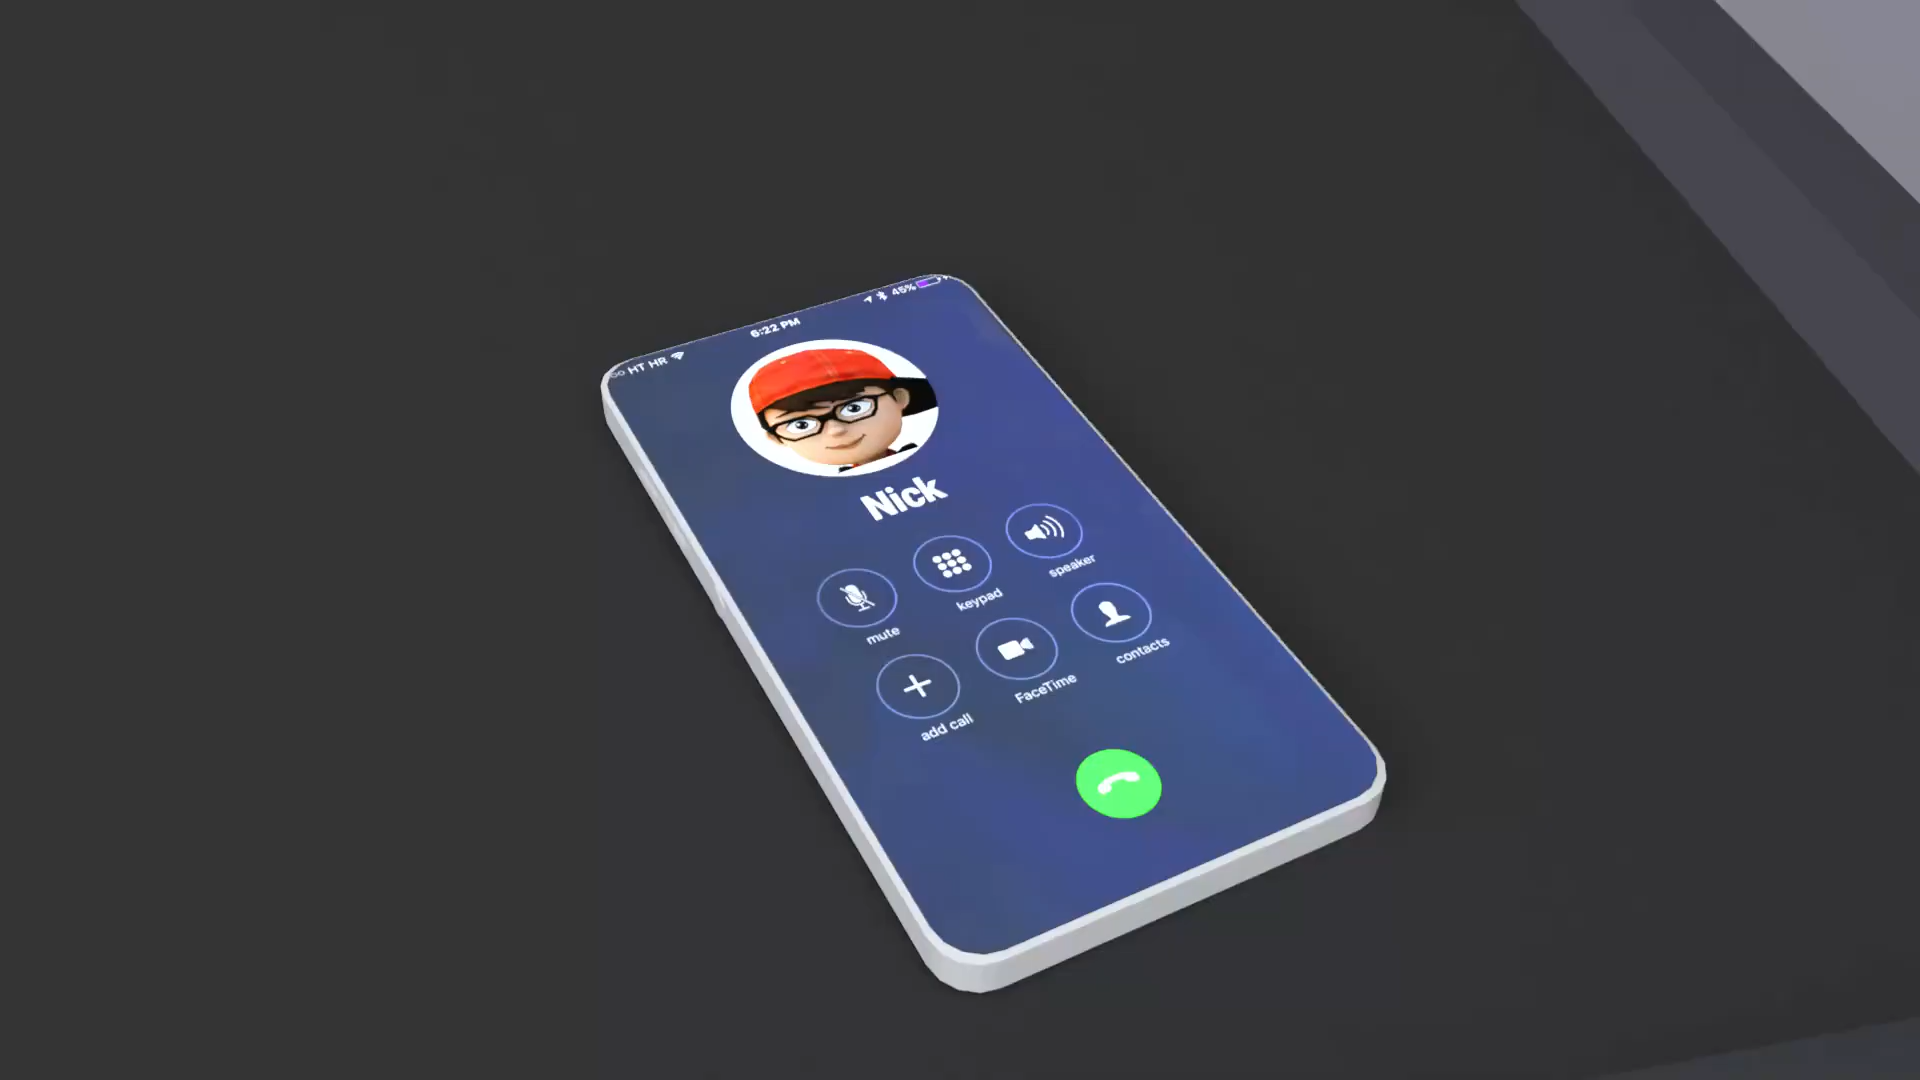 HT HR
6:22 PM
45%
Nick
mute
keypad
speaker
add call
FaceTime
contacts